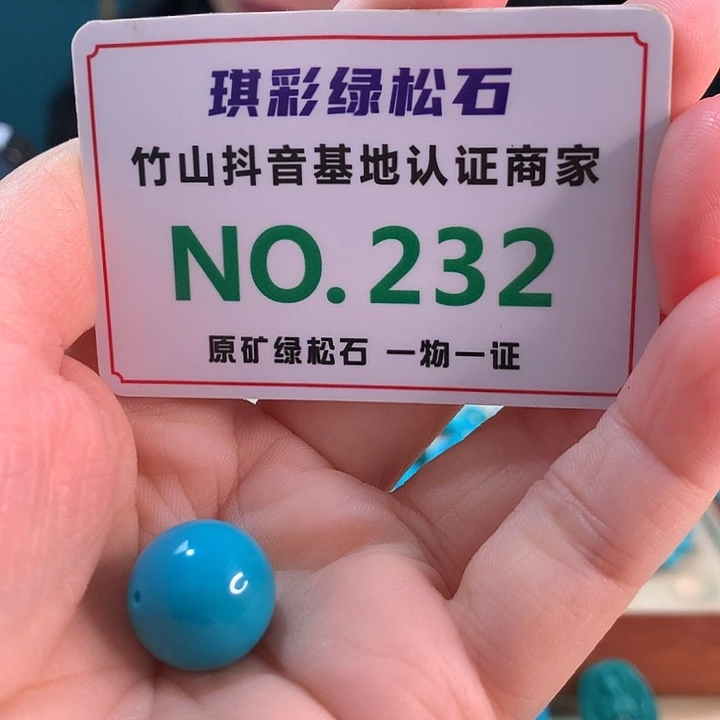 琪彩绿松石
竹山抖音基地认证商家
NO. 232
原矿绿松石 一物一证